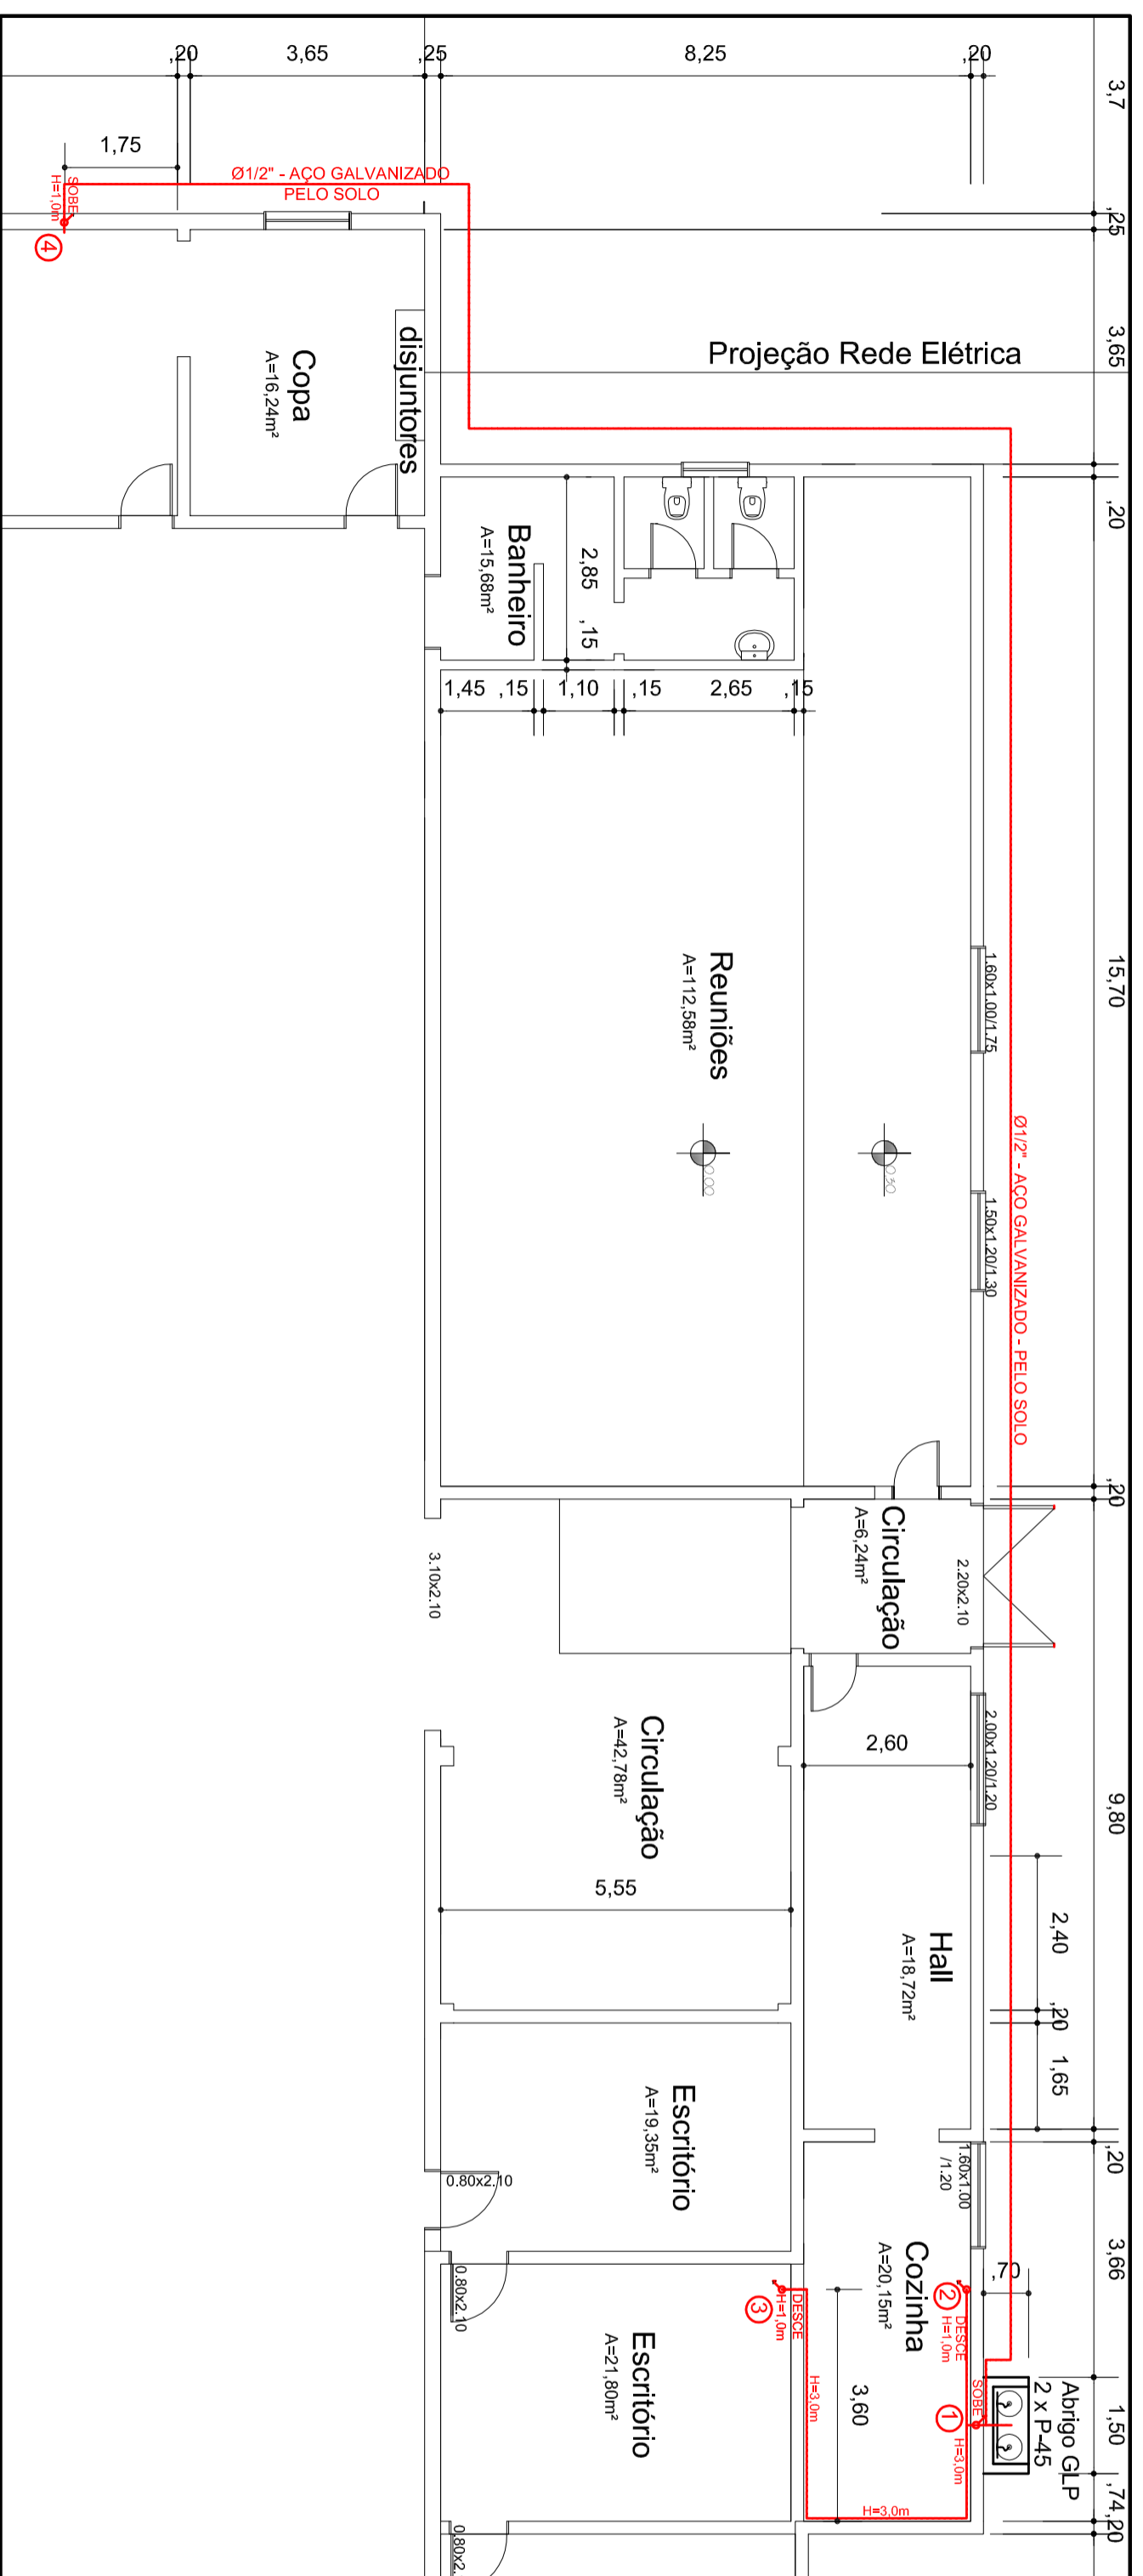 ,20
3,65
,25
8,25
,20
3,7
,25
3,65
,20
15,70
,20
9,80
,20
3,66
1,50
,74
,20
1,75
Ø1/2" - AÇO GALVANIZADO
PELO SOLO
SOBE
H=1,0m
4
Projeção Rede Elétrica
disjuntores
Copa
A=16,24m²
Banheiro
A=15,68m²
2,85
,15
1,45
,15
1,10
,15
2,65
,15
Reuniões
A=112,58m²
0.00
0.30
1.60x1.00/1.75
1.50x1.20/1.30
Ø1/2" - AÇO GALVANIZADO - PELO SOLO
Circulação
A=6,24m²
2.20x2.10
3.10x2.10
Circulação
A=42,78m²
2,60
2.00x1.20/1.20
5,55
Hall
A=18,72m²
2,40
,20
1,65
Escritório
A=19,35m²
0.80x2.10
1.60x1.00
/1.20
Cozinha
A=20,15m²
,70
2
DESCE
H=1,0m
DESCE
H=1,0m
3
0.80x2.10
Escritório
A=21,80m²
H=3,0m
3,60
SOBE
1
H=3,0m
Abrigo GLP
2 x P-45
H=3,0m
0.80x2.